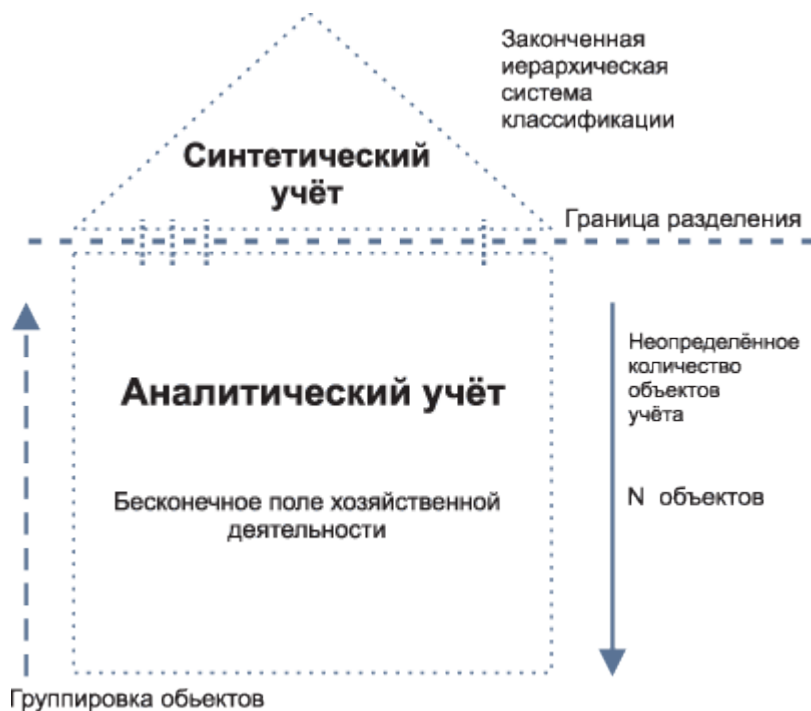 Законченная
иерархическая
система
классификации
Синтетический
учёт
Граница разделения
Неопределённое
количество
объектов
учёта
Аналитический учёт
Бесконечное поле хозяйственной
деятельности
N объектов
Группировка обьектов